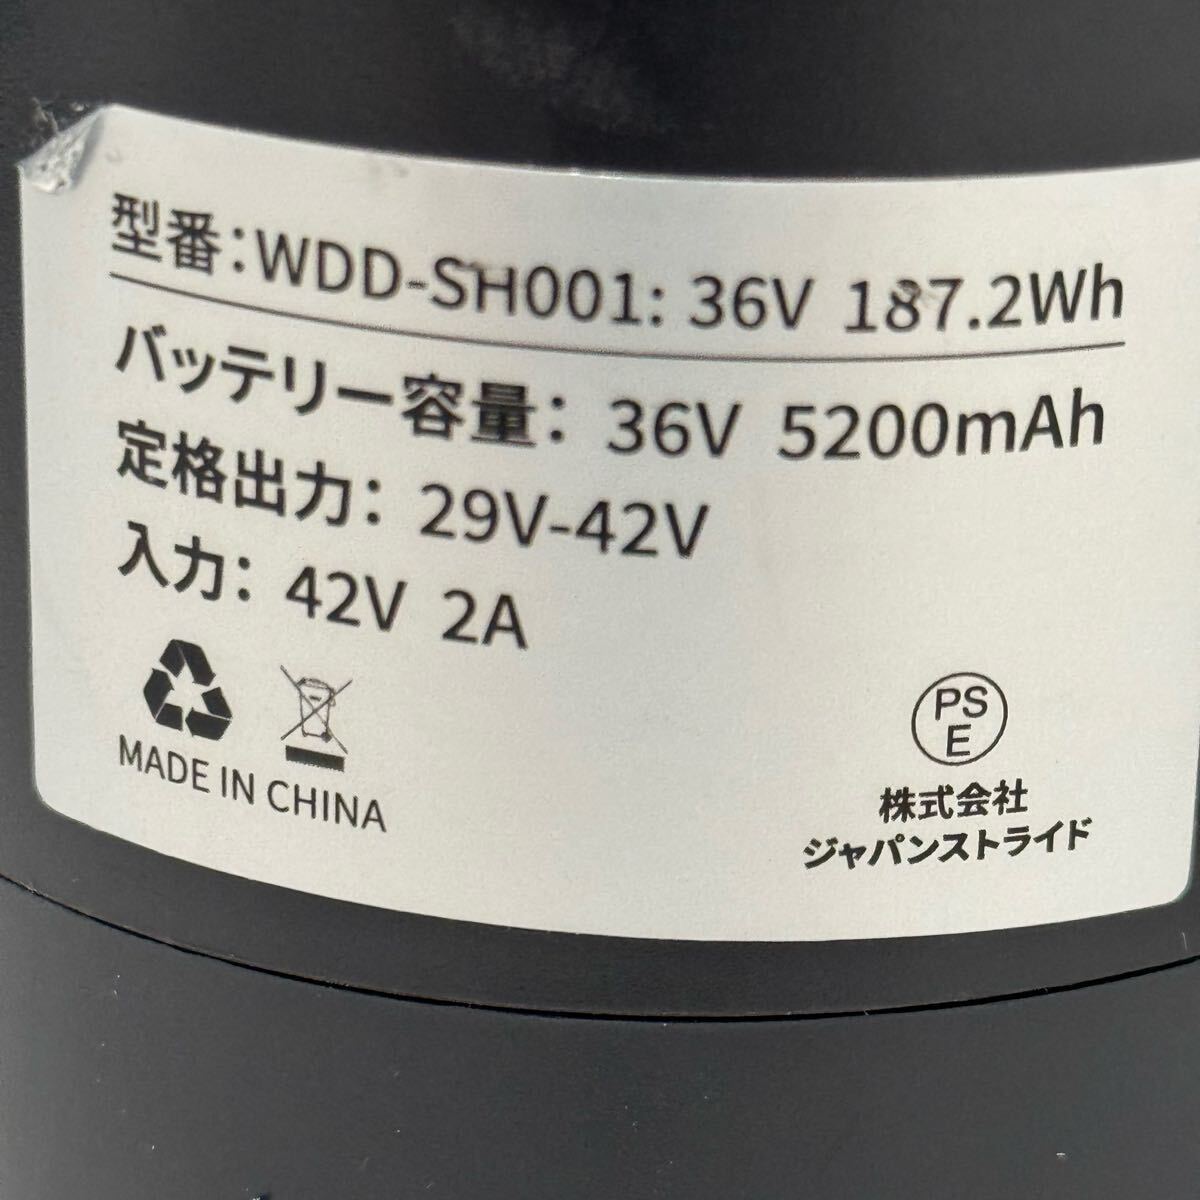 型番：WDD-SH001: 36V 187.2Wh
バッテリー容量： 36V 5200mAh
定格出力： 29V-42V
入力： 42V 2A
MADE IN CHINA
PS
E
株式会社
ジャパンストライド